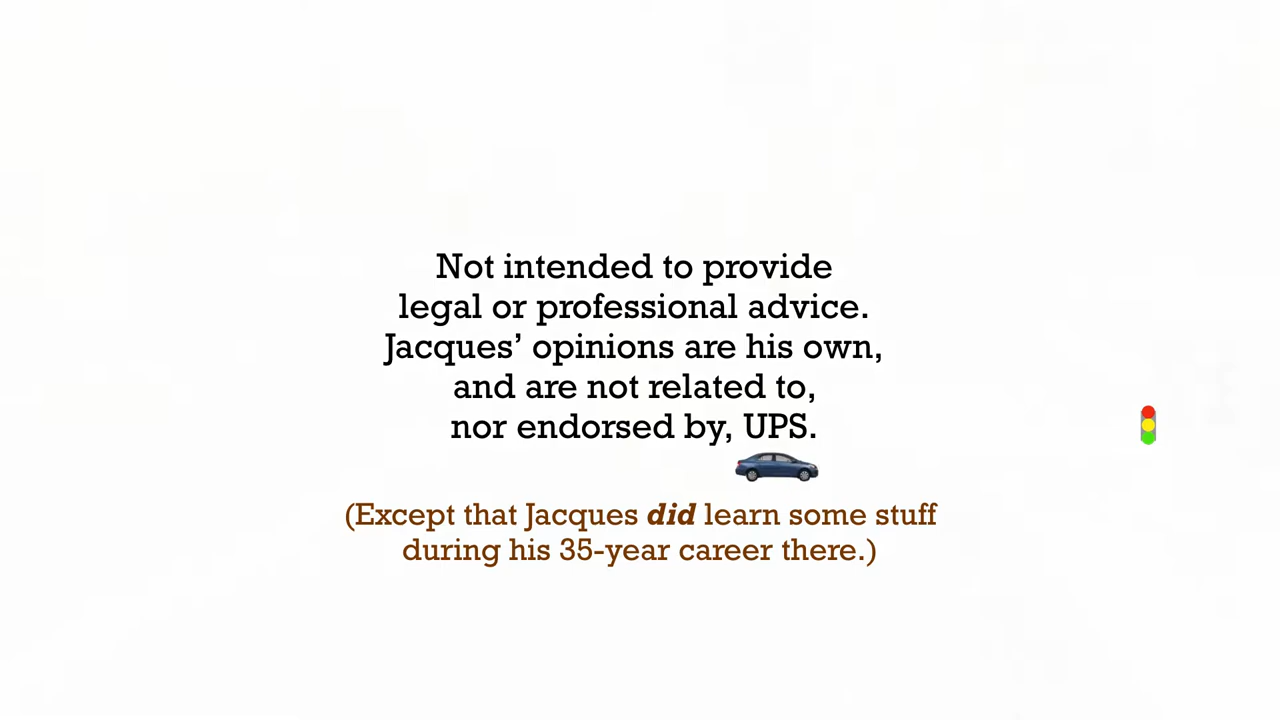 Not intended to provide
legal or professional advice.
Jacques’ opinions are his own,
and are not related to,
nor endorsed by, UPS.
(Except that Jacques did learn some stuff
during his 35-year career there.)